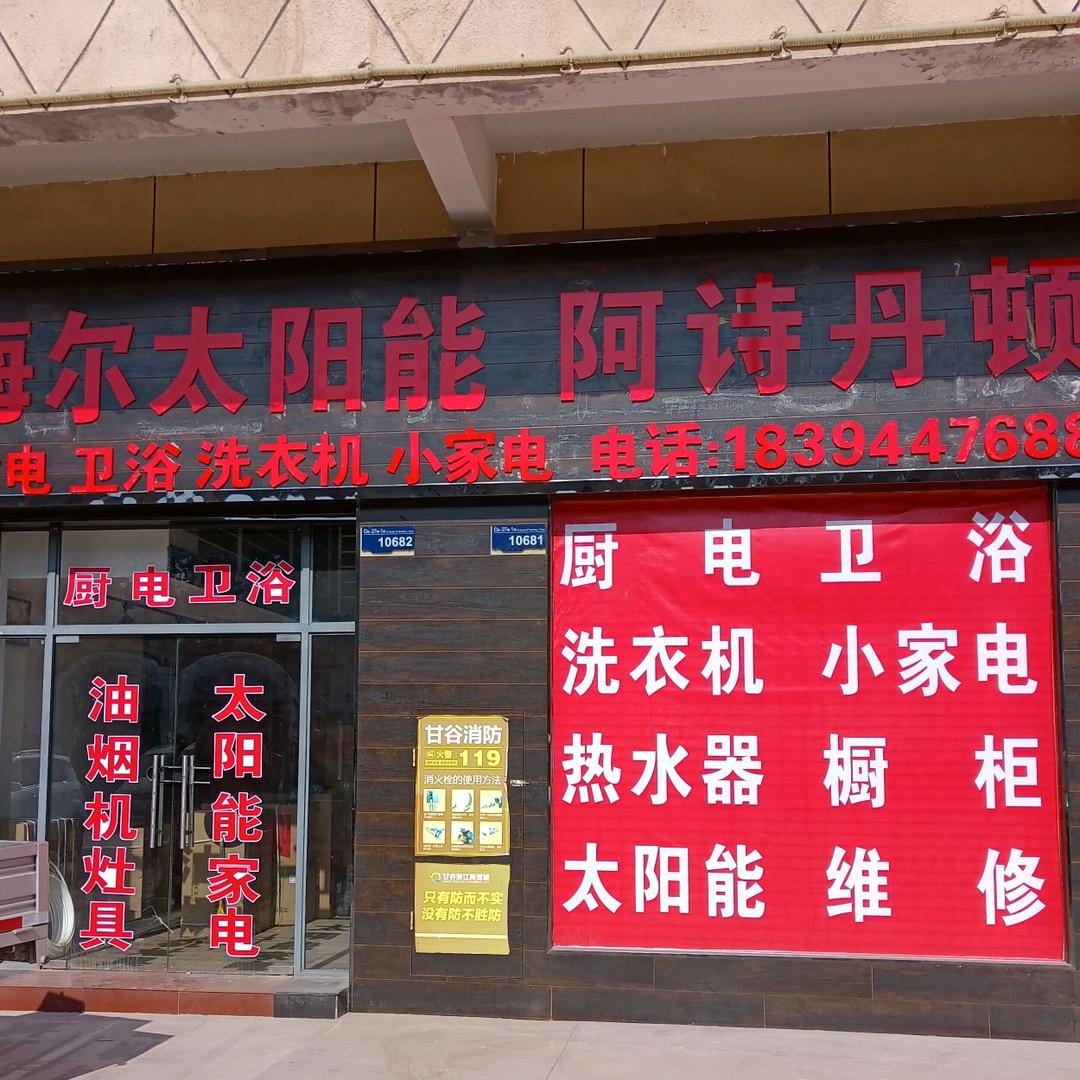 海尔太阳能 阿诗丹顿
电 卫浴 洗衣机 小家电 电话:1839447688
10682
10681
厨电卫浴
油烟机灶具
太阳能家电
甘谷消防
火警:119
消火栓的使用方法
只有防而不实
没有防不胜防
厨电 卫浴
洗衣机 小家电
热水器 橱柜
太阳能 维修